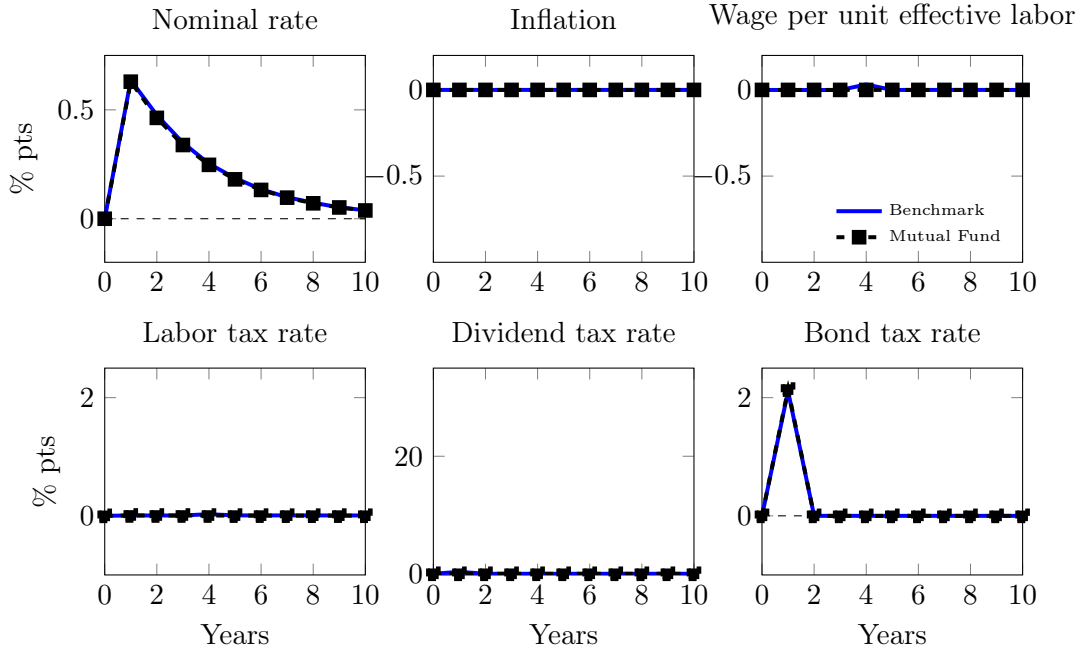 Nominal rate
Inflation
Wage per unit effective labor
% pts
0.5
0
0 2 4 6 8 10
0
−0.5
0 2 4 6 8 10
0
−0.5
Benchmark
Mutual Fund
0 2 4 6 8 10
Labor tax rate
Dividend tax rate
Bond tax rate
% pts
2
0
0 2 4 6 8 10
Years
20
0
0 2 4 6 8 10
Years
2
0
0 2 4 6 8 10
Years